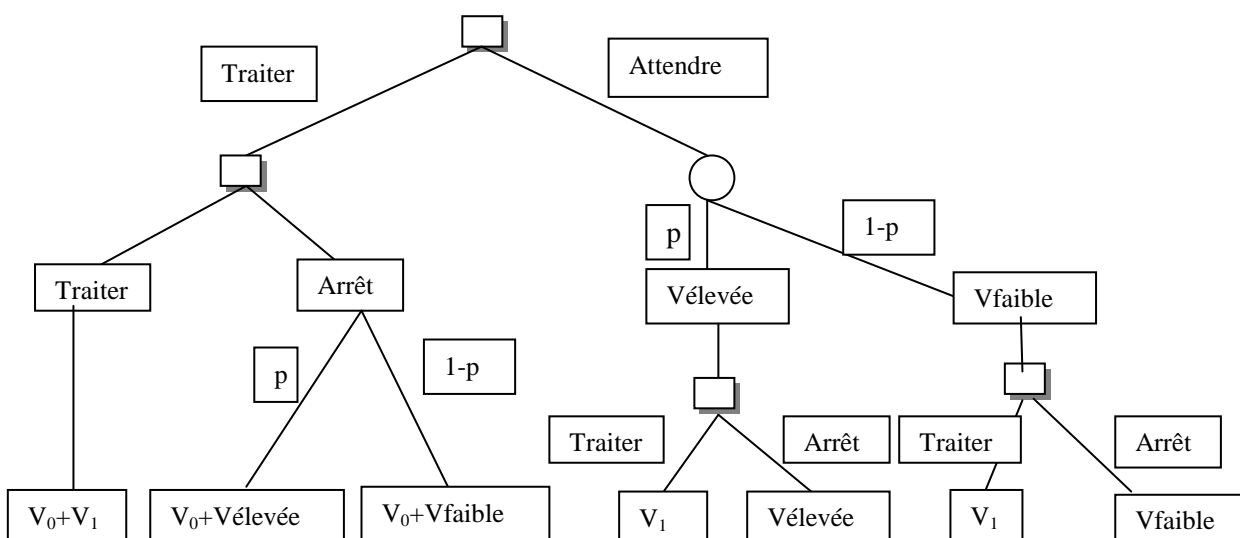 Traiter
Attendre
p
1-p
Traiter
Arrêt
Vélevée
Vfaible
p
1-p
Traiter
Arrêt
Traiter
Arrêt
V₀+V₁
V₀+Vélevée
V₀+Vfaible
V₁
Vélevée
V₁
Vfaible